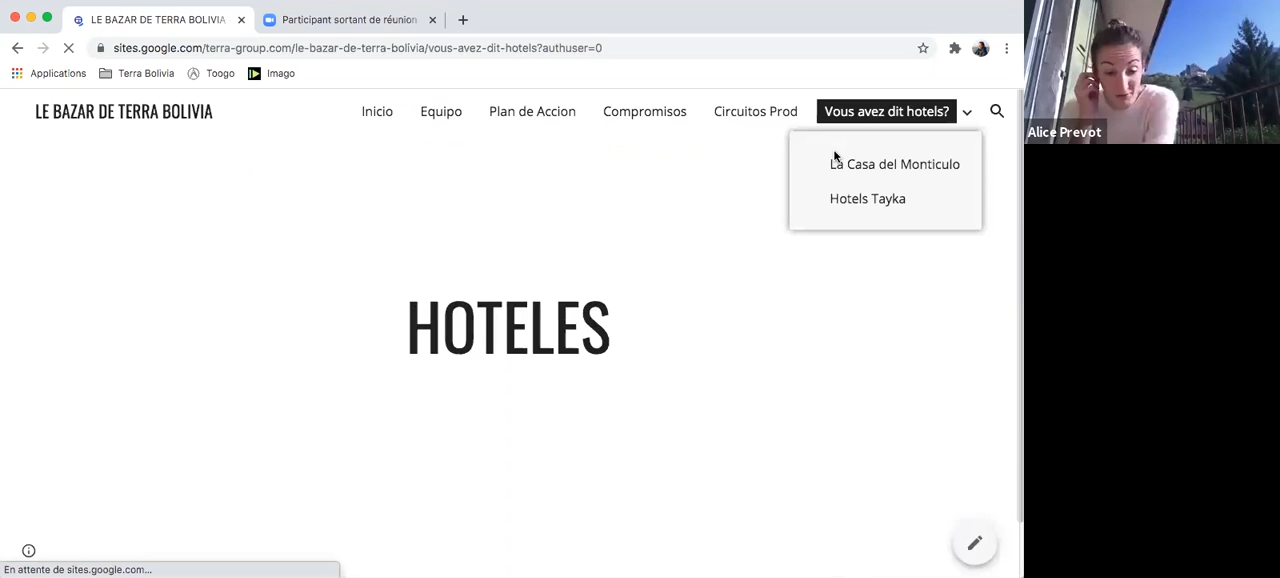 LE BAZAR DE TERRA BOLIVIA
Participant sortant de réunion
sites.google.com/terra-group.com/le-bazar-de-terra-bolivia/vous-avez-dit-hotels?authuser=0
Applications
Terra Bolivia
Toogo
Imago
LE BAZAR DE TERRA BOLIVIA
Inicio
Equipo
Plan de Accion
Compromisos
Circuitos Prod
Vous avez dit hotels?
La Casa del Monticulo
Hotels Tayka
HOTELES
En attente de sites.google.com...
Alice Prevot